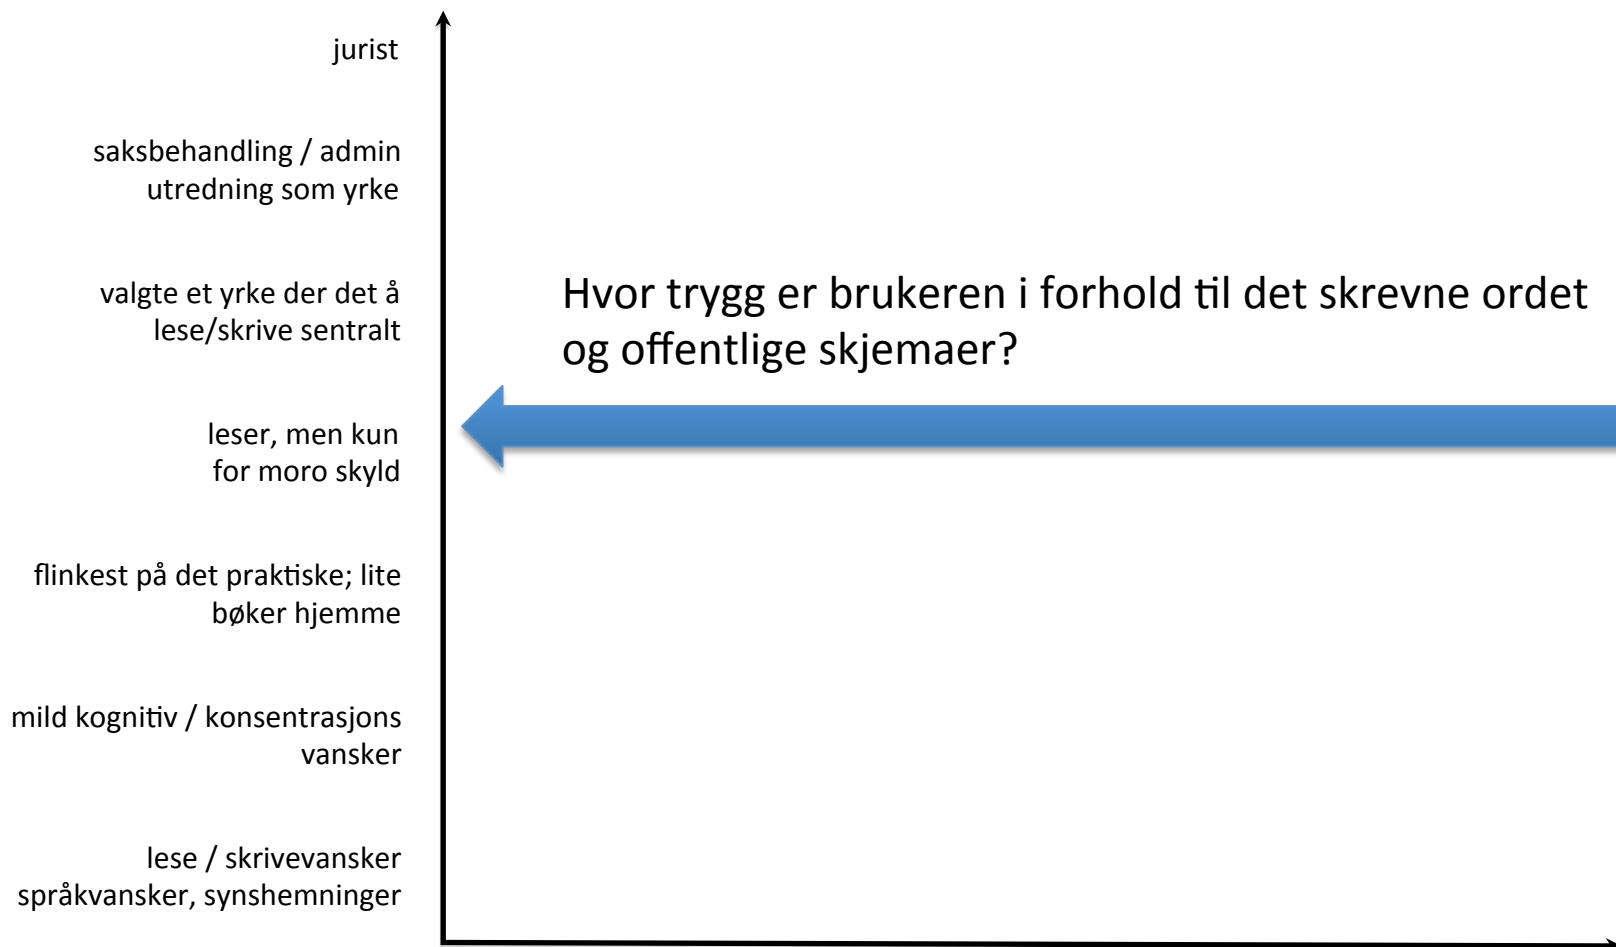 jurist
saksbehandling / admin
utredning som yrke
valgte et yrke der det å
lese/skrive sentralt
Hvor trygg er brukeren i forhold til det skrevne ordet
og offentlige skjemaer?
leser, men kun
for moro skyld
flinkest på det praktiske; lite
bøker hjemme
mild kognitiv / konsentrasjons
vansker
lese / skrivevansker
språkvansker, synshemninger